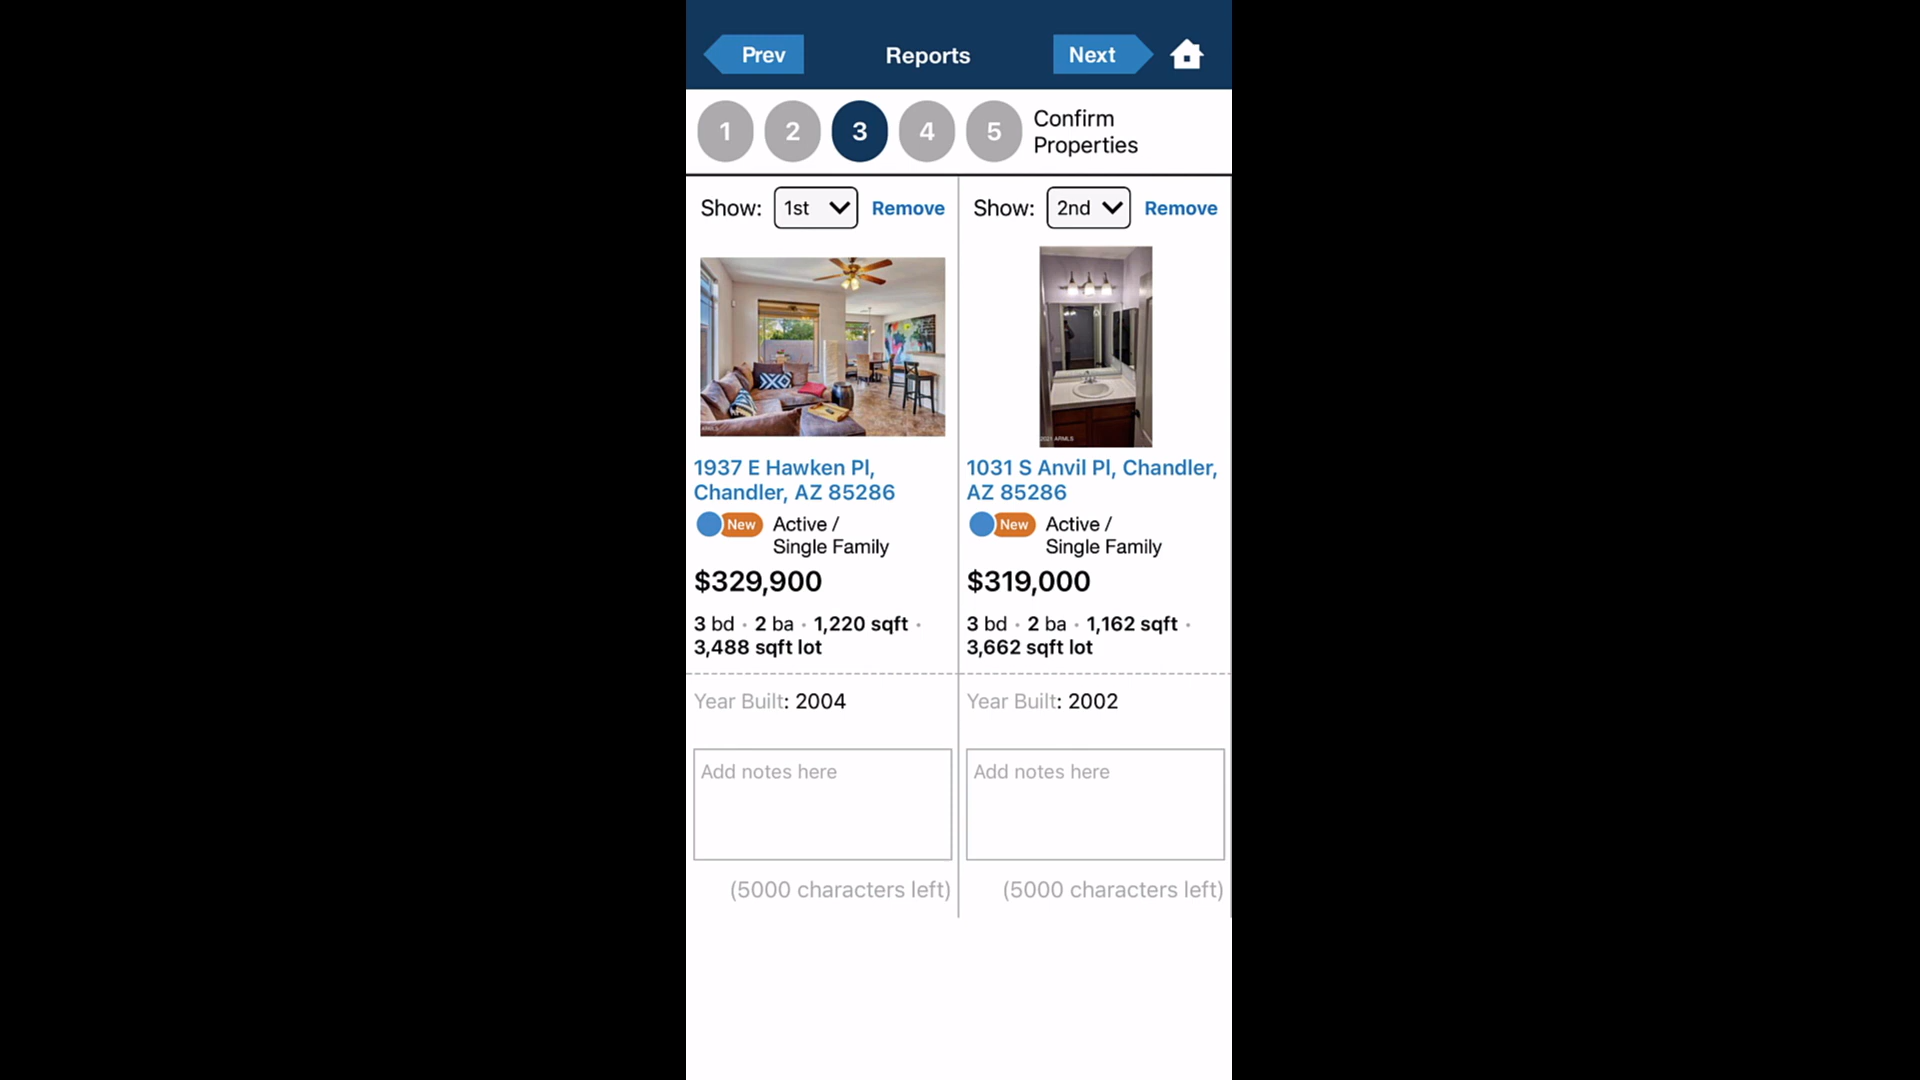 Prev
Reports
Next
1
2
3
4
5
Confirm
Properties
Show:
1st
Remove
Show:
2nd
Remove
1937 E Hawken Pl,
Chandler, AZ 85286
New
Active /
Single Family
$329,900
3 bd · 2 ba · 1,220 sqft ·
3,488 sqft lot
Year Built: 2004
Add notes here
(5000 characters left)
2021 ARMLS
1031 S Anvil Pl, Chandler,
AZ 85286
New
Active /
Single Family
$319,000
3 bd · 2 ba · 1,162 sqft ·
3,662 sqft lot
Year Built: 2002
Add notes here
(5000 characters left)